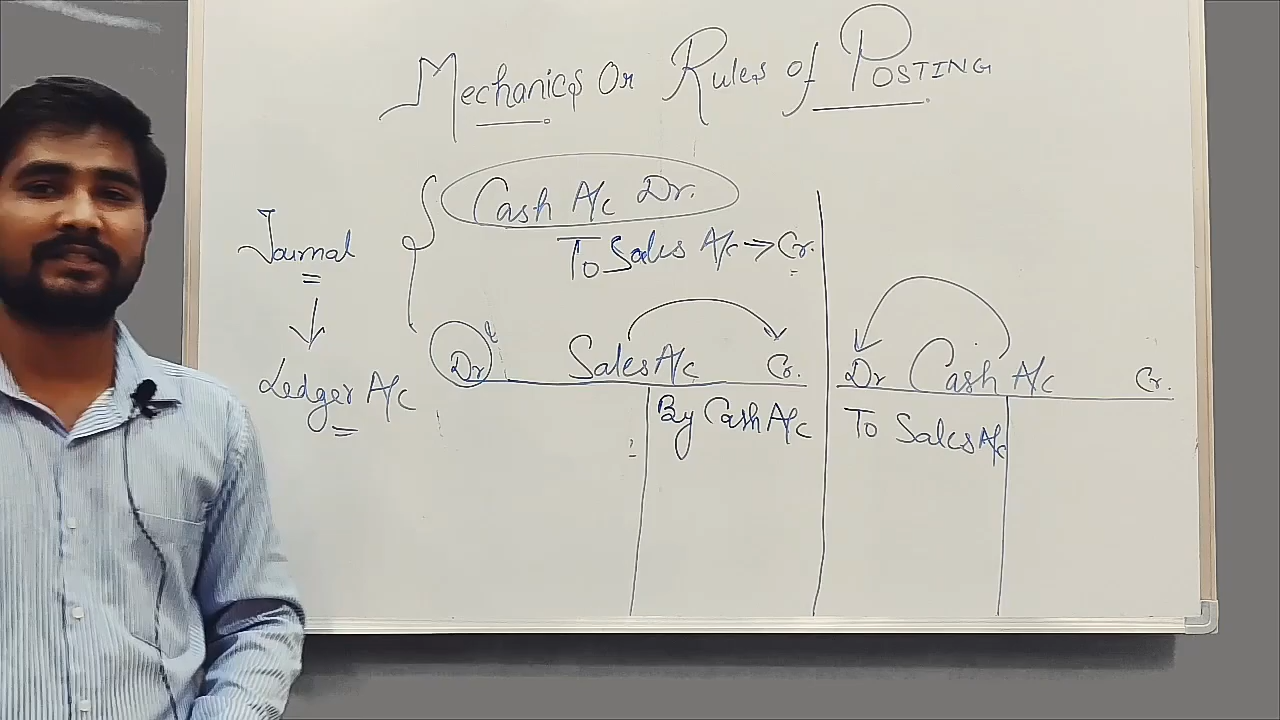 Mechanics Or Rules of POSTING
Cash A/c Dr.
To Sales A/c → Cr.
Journal
↓
Ledger A/c
Dr Sales A/c Cr.
By Cash A/c
Dr Cash A/c Cr.
To Sales A/c